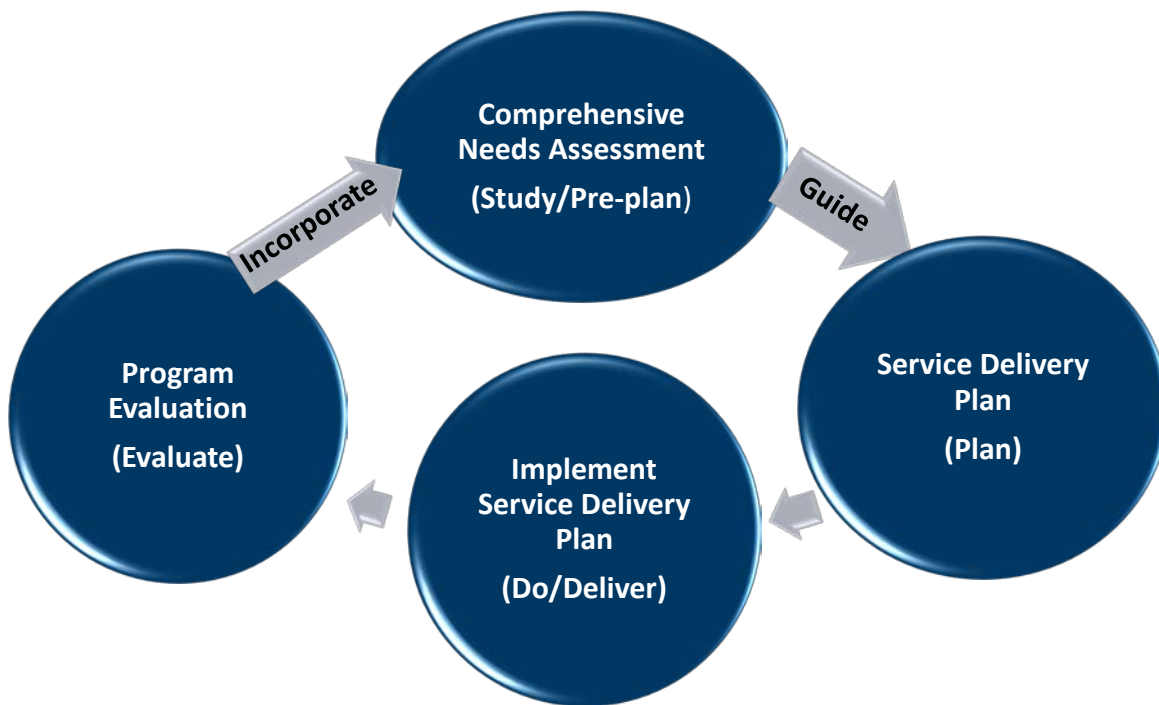 Comprehensive
Needs Assessment
(Study/Pre-plan)
Guide
Service Delivery
Plan
(Plan)
Implement
Service Delivery
Plan
(Do/Deliver)
Program
Evaluation
(Evaluate)
Incorporate